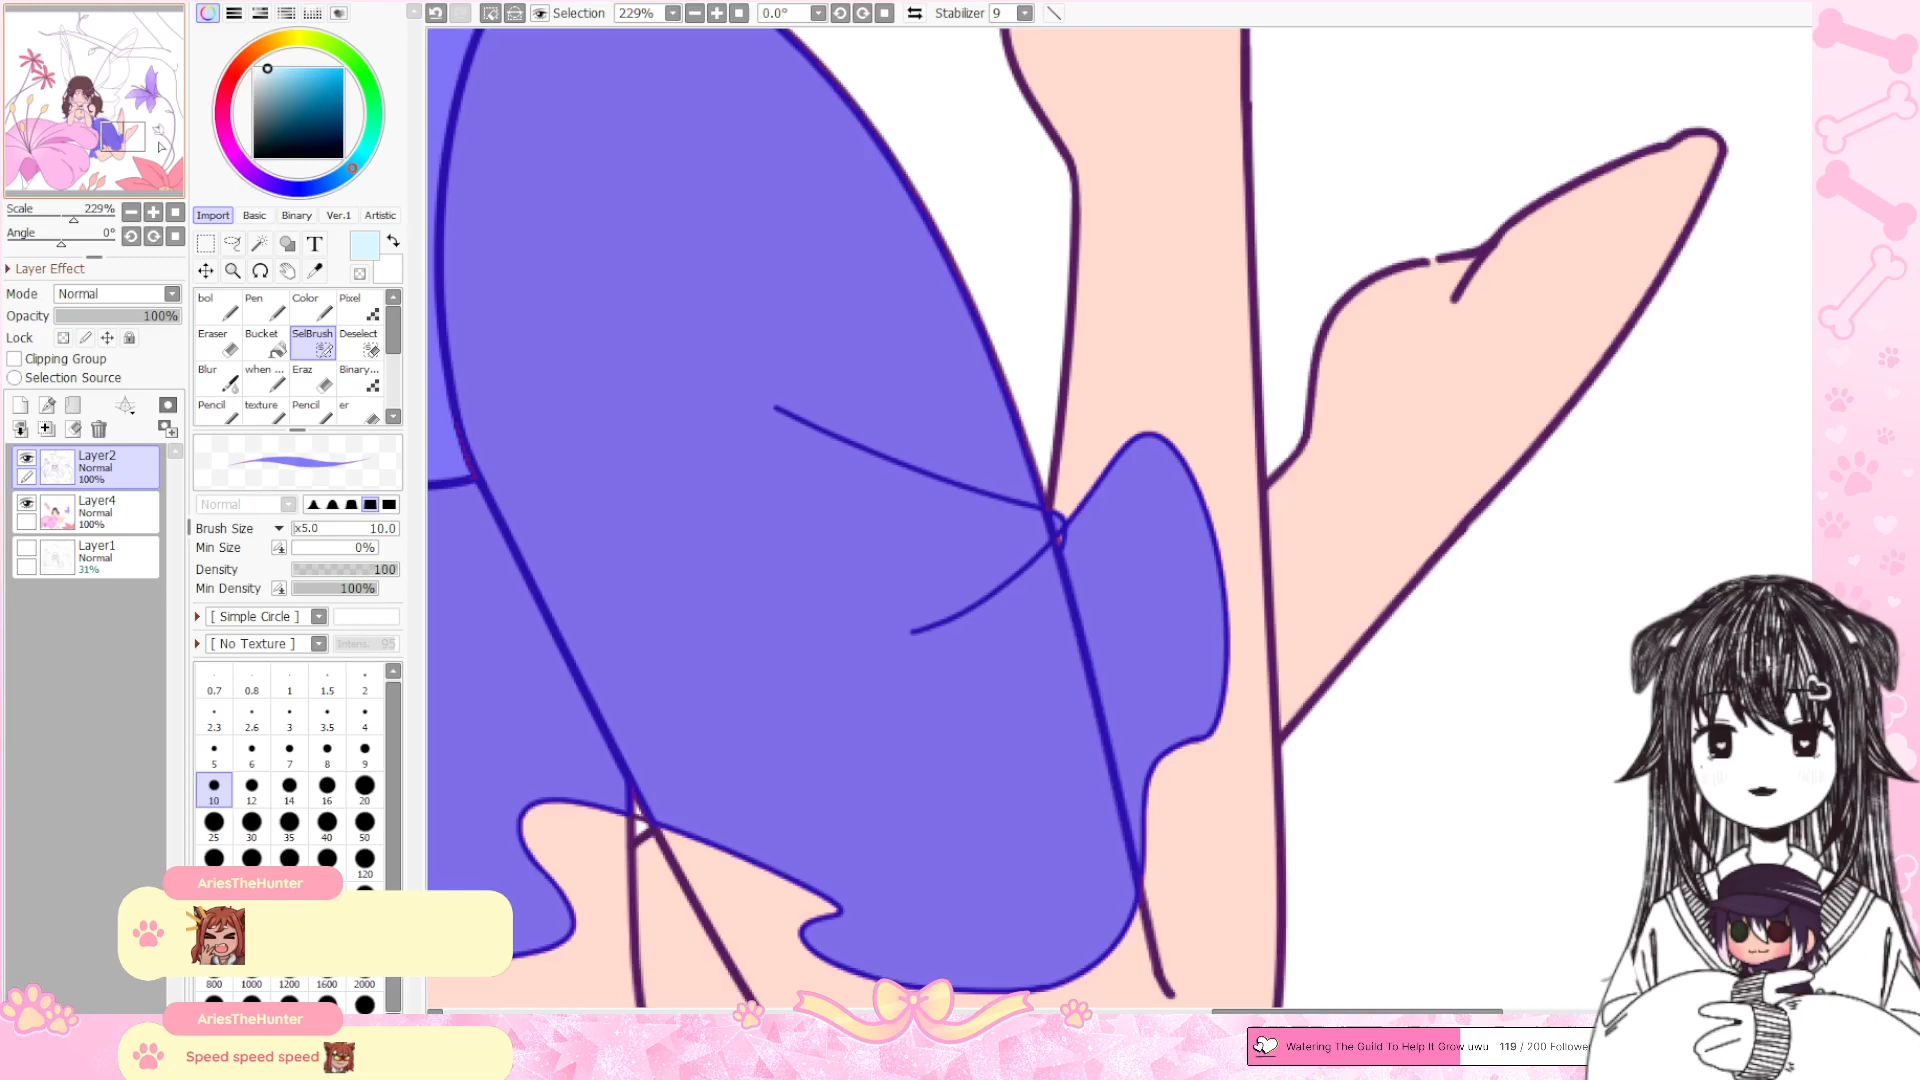 Selection 229% 0.0° Stabilizer 9
Scale 229%
Angle 0°
Layer Effect
Mode Normal
Opacity 100%
Lock
Clipping Group
Selection Source
Layer2
Normal
100%
Layer4
Normal
100%
Layer1
Normal
31%
Import Basic Binary Ver.1 Artistic
T
bol Pen Color Pixel
Eraser Bucket SelBrush Deselect
Blur when ... Eraz Binary...
Pencil texture Pencil er
Normal
Brush Size x5.0 10.0
Min Size 0%
Density 100
Min Density 100%
[ Simple Circle ]
[ No Texture ] Intens. 95
0.7 0.8 1 1.5 2
2.3 2.6 3 3.5 4
5 6 7 8 9
10 12 14 16 20
25 30 35 40 50
120
800 1000 1200 1600 2000
AriesTheHunter
AriesTheHunter
Speed speed speed
Watering The Guild To Help It Grow uwu 119 / 200 Follower